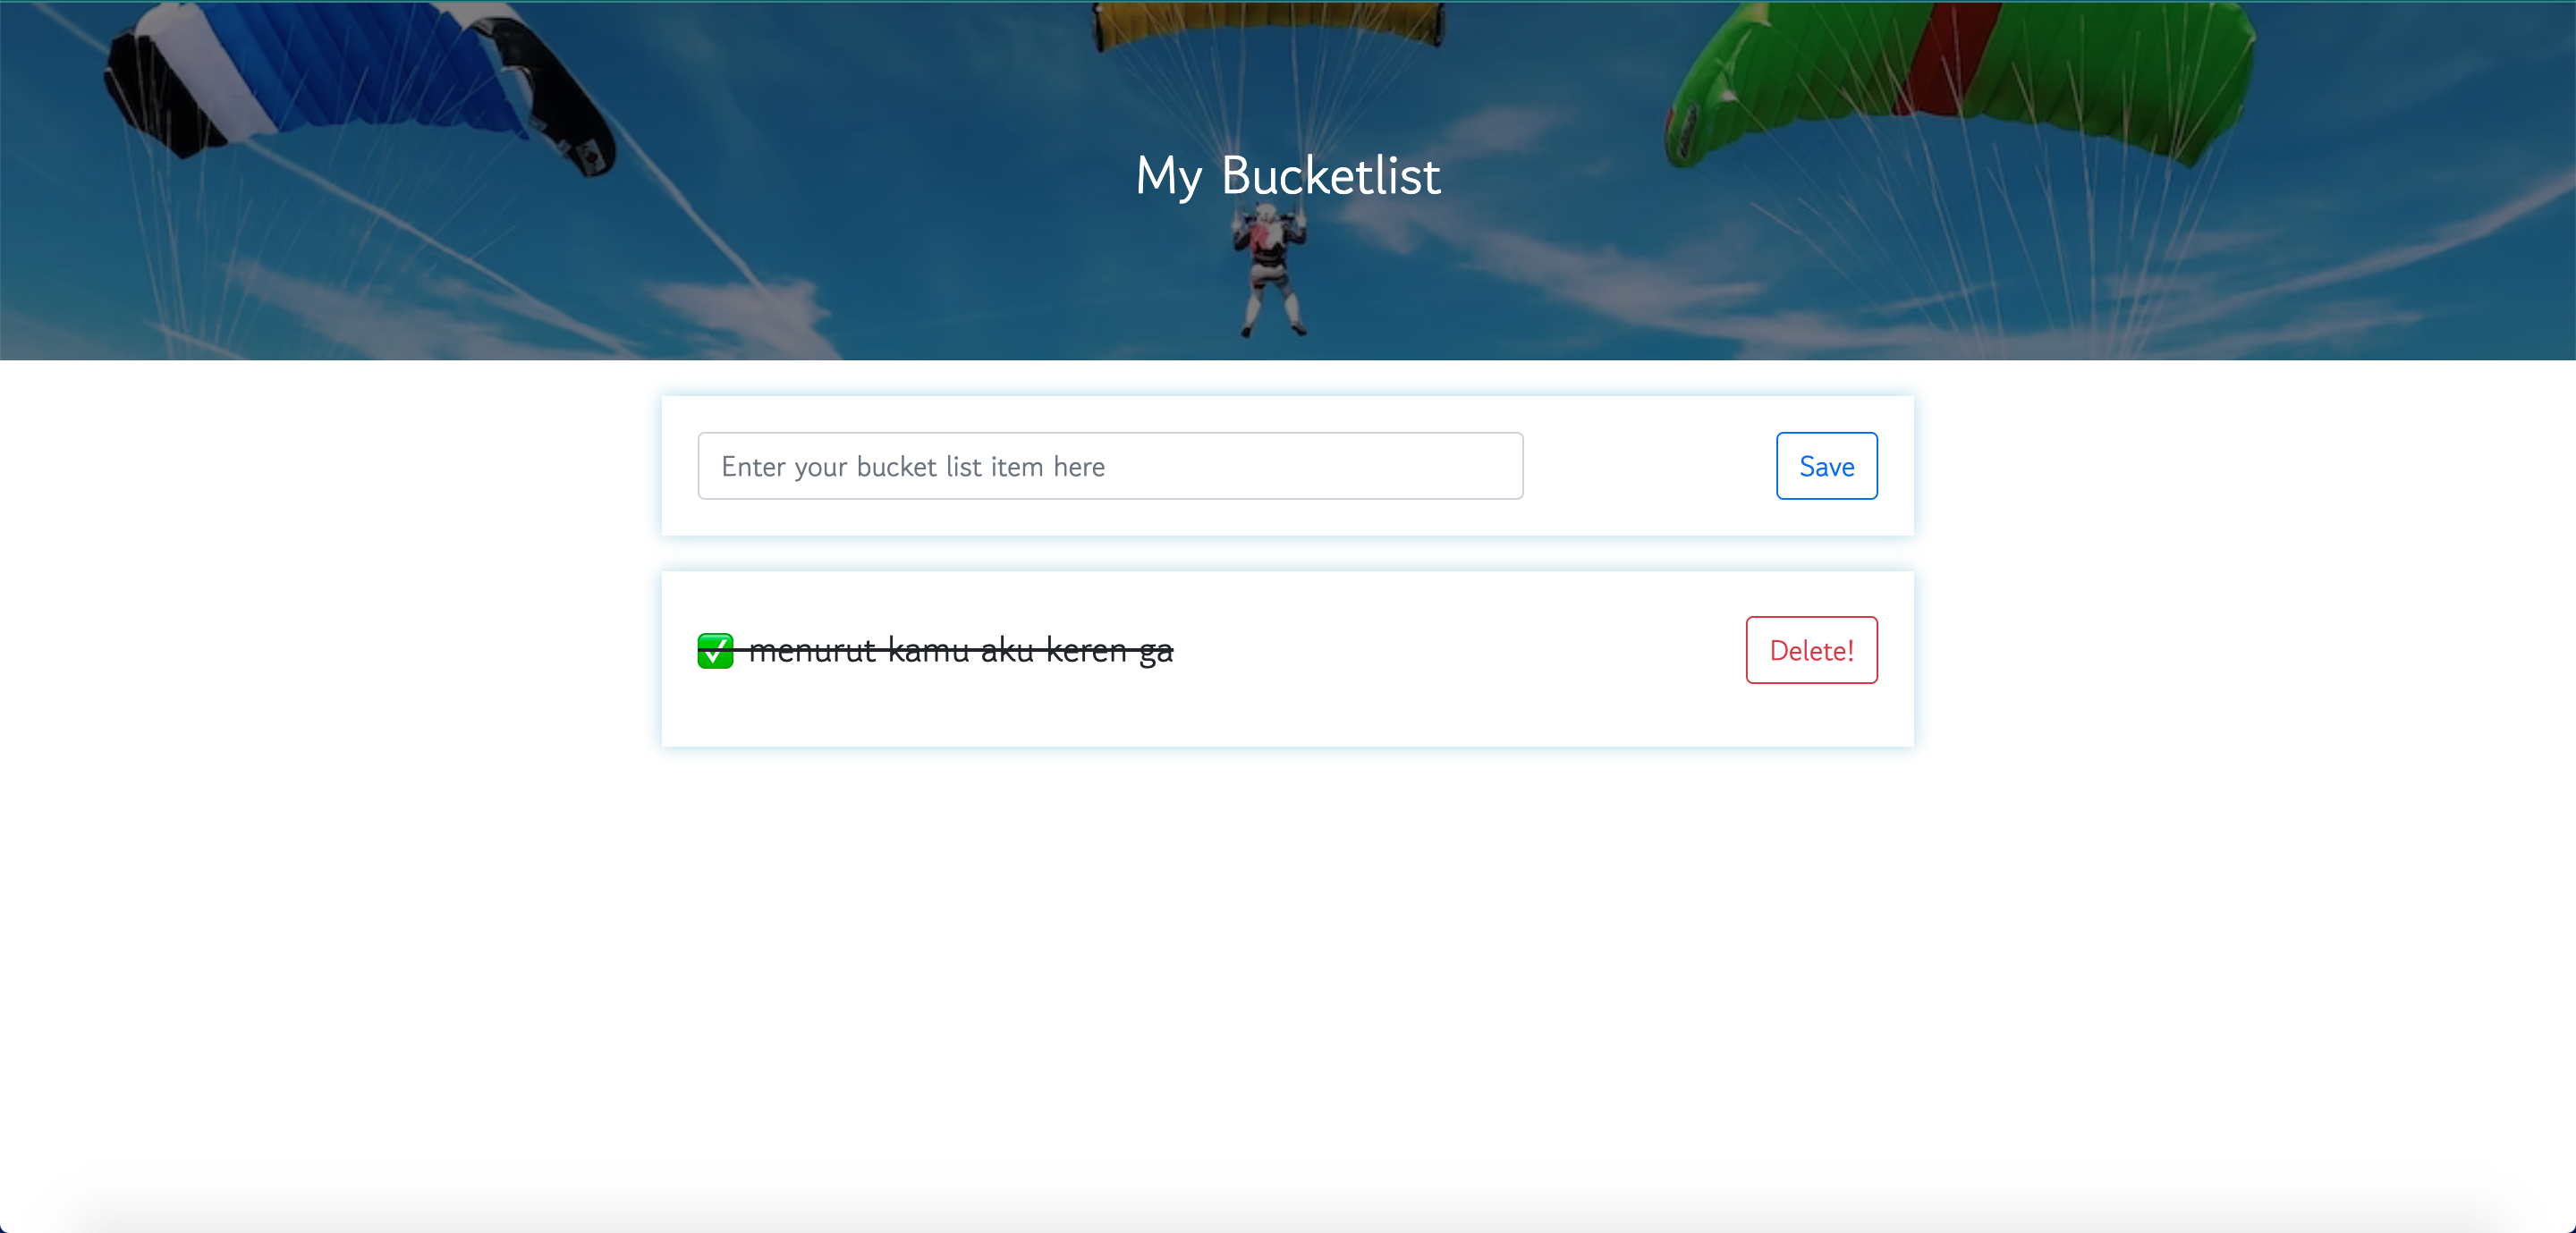 My Bucketlist
Enter your bucket list item here
Save
✅ menurut kamu aku keren ga
Delete!